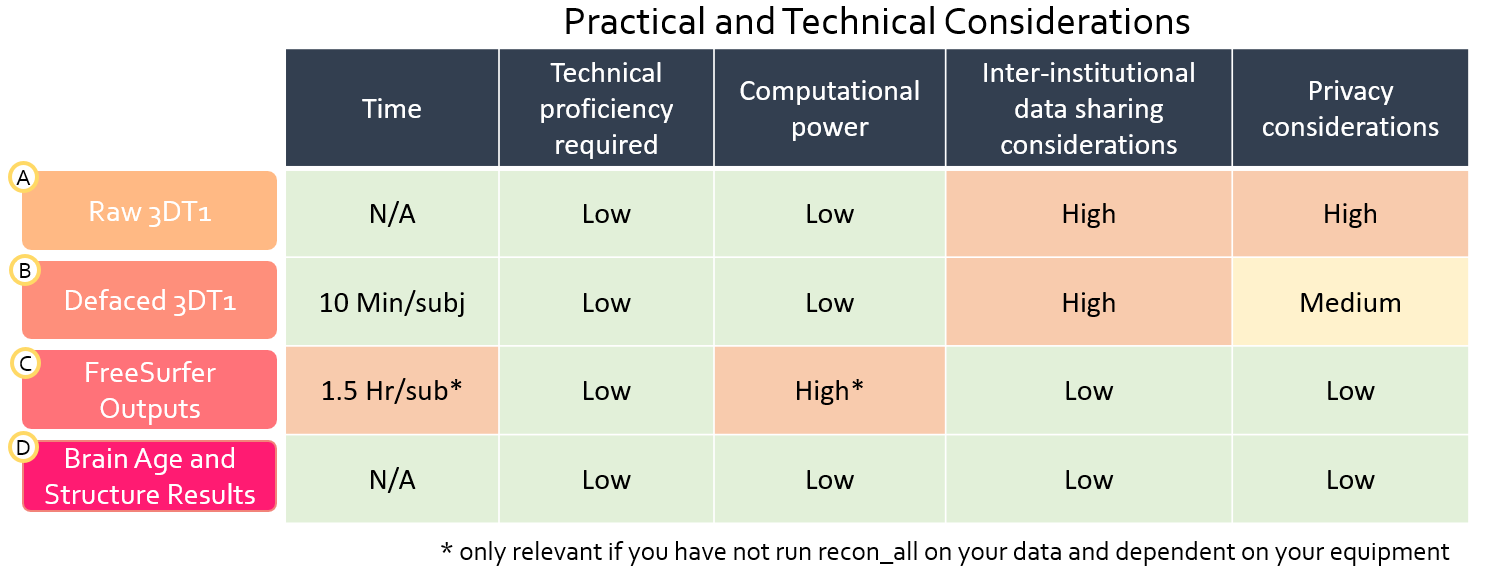 Practical and Technical Considerations
Time
Technical
proficiency
required
Computational
power
Inter-institutional
data sharing
considerations
Privacy
considerations
A
Raw 3DT1
N/A
Low
Low
High
High
B
Defaced 3DT1
10 Min/subj
Low
Low
High
Medium
C
FreeSurfer
Outputs
1.5 Hr/sub*
Low
High*
Low
Low
D
Brain Age and
Structure Results
N/A
Low
Low
Low
Low
* only relevant if you have not run recon_all on your data and dependent on your equipment